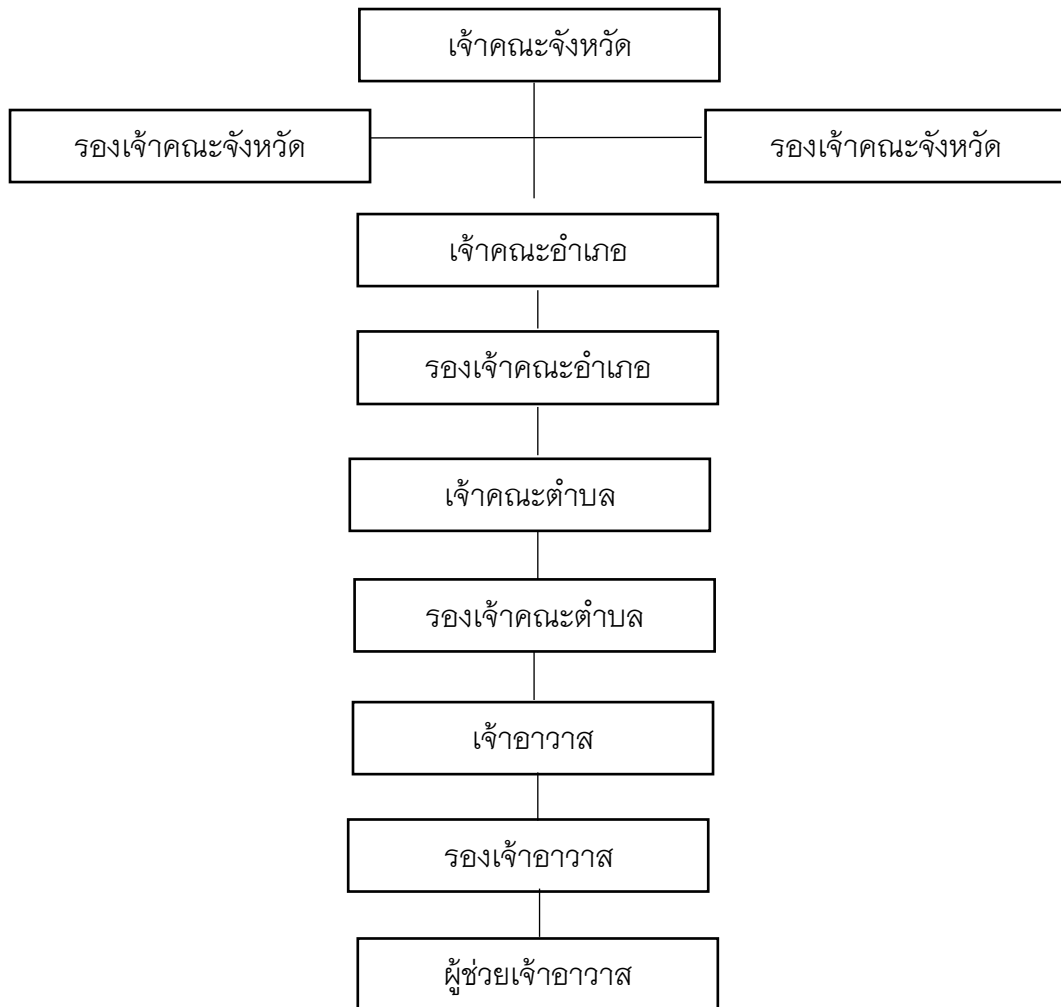 เจ้าคณะจังหวัด
รองเจ้าคณะจังหวัด
รองเจ้าคณะจังหวัด
เจ้าคณะอำเภอ
รองเจ้าคณะอำเภอ
เจ้าคณะตำบล
รองเจ้าคณะตำบล
เจ้าอาวาส
รองเจ้าอาวาส
ผู้ช่วยเจ้าอาวาส